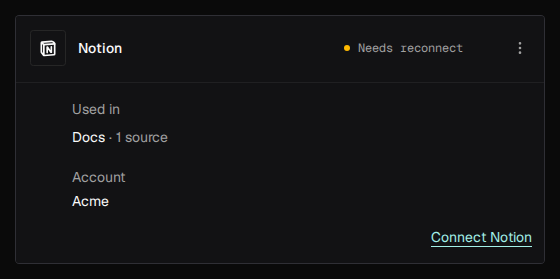 Notion
Needs reconnect
Used in
Docs · 1 source
Account
Acme
Connect Notion